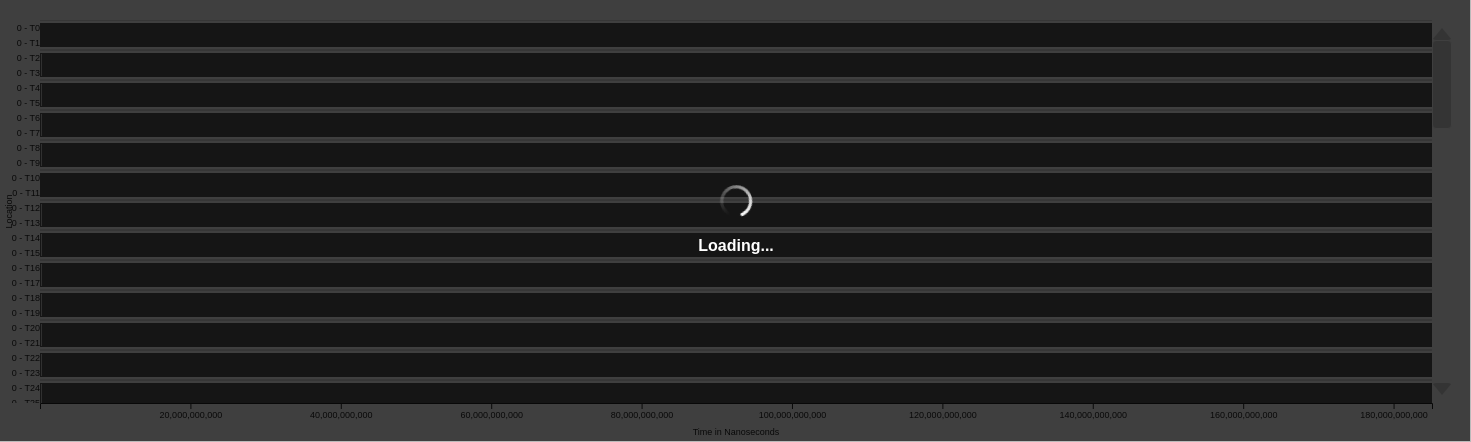 0 - T0
0 - T1
0 - T2
0 - T3
0 - T4
0 - T5
0 - T6
0 - T7
0 - T8
0 - T9
0 - T10
0 - T11
0 - T12
0 - T13
0 - T14
0 - T15
0 - T16
0 - T17
0 - T18
0 - T19
0 - T20
0 - T21
0 - T22
0 - T23
0 - T24
Location
Loading...
20,000,000,000 40,000,000,000 60,000,000,000 80,000,000,000 100,000,000,000 120,000,000,000 140,000,000,000 160,000,000,000 180,000,000,000
Time in Nanoseconds